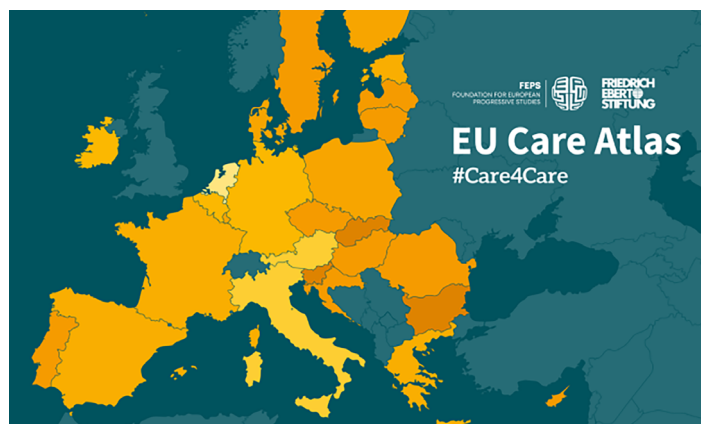 FEPS
FOUNDATION FOR EUROPEAN
PROGRESSIVE STUDIES
FRIEDRICH
EBERT
STIFTUNG
EU Care Atlas
#Care4Care